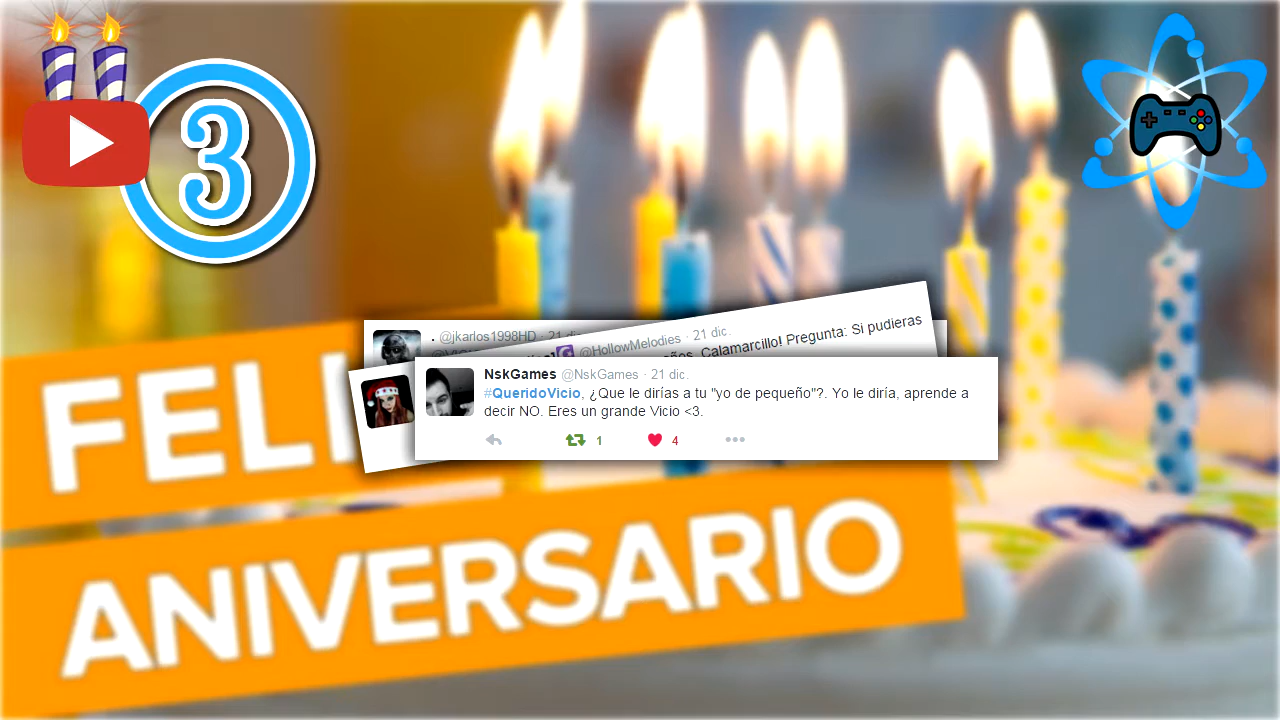 3
. @jkarlos1998HD · 21
@HollowMelodies · 21 dic.
Calamarcillo! Pregunta: Si pudieras
NskGames @NskGames · 21 dic.
#QueridoVicio, ¿Que le dirías a tu "yo de pequeño"?. Yo le diría, aprende a
decir NO. Eres un grande Vicio <3.
1 4
FELI
ANIVERSARIO